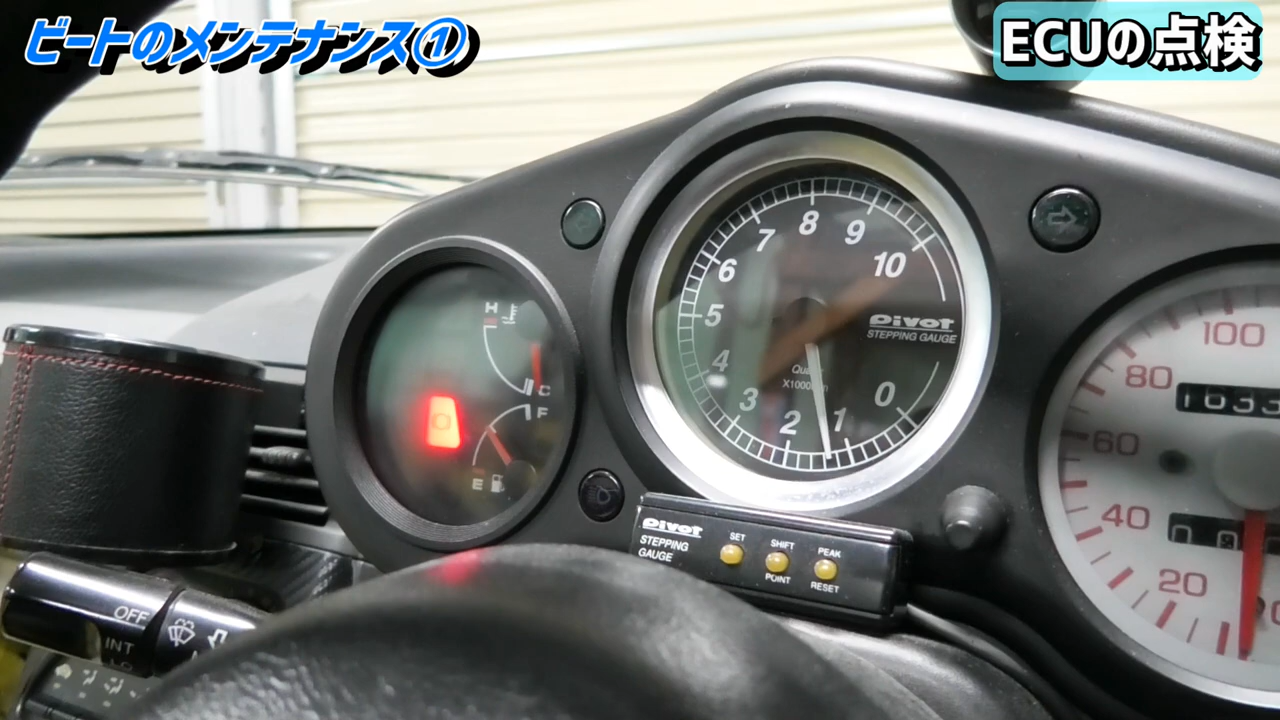 ビートのメンテナンス①
ECUの点検
8
7
9
6
10
5
PiVOT
STEPPING GAUGE
4
X1000
3
0
2
1
H
C
F
E
100
80
60
40
20
PiVOT
STEPPING
GAUGE
SET
SHIFT
POINT
PEAK
RESET
OFF
INT
LO